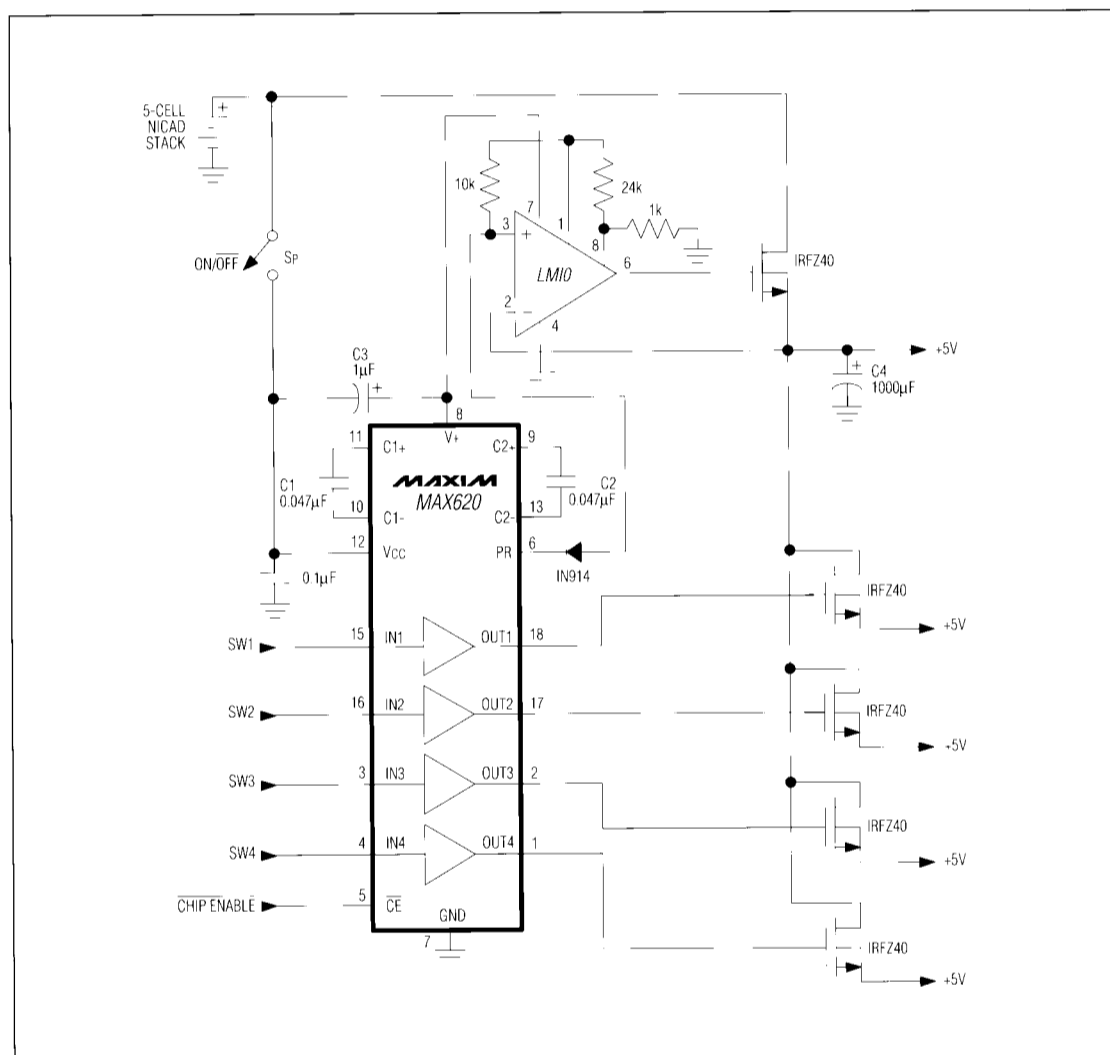 5-CELL
NICAD
STACK
+
ON/OFF
SP
10k
24k
1k
7
1
3
+
8
6
LM10
2
−
4
IRFZ40
+5V
+
C4
1000µF
C3
1µF
+
8
V+
11
C1+
C2+
9
MAXIM
MAX620
C1
0.047µF
C2
0.047µF
10
C1-
C2-
13
12
VCC
PR
6
IN914
0.1µF
IRFZ40
+5V
SW1
15
IN1
OUT1
18
SW2
16
IN2
OUT2
17
IRFZ40
+5V
SW3
3
IN3
OUT3
2
IRFZ40
+5V
SW4
4
IN4
OUT4
1
CHIP ENABLE
5
CE
GND
7
IRFZ40
+5V